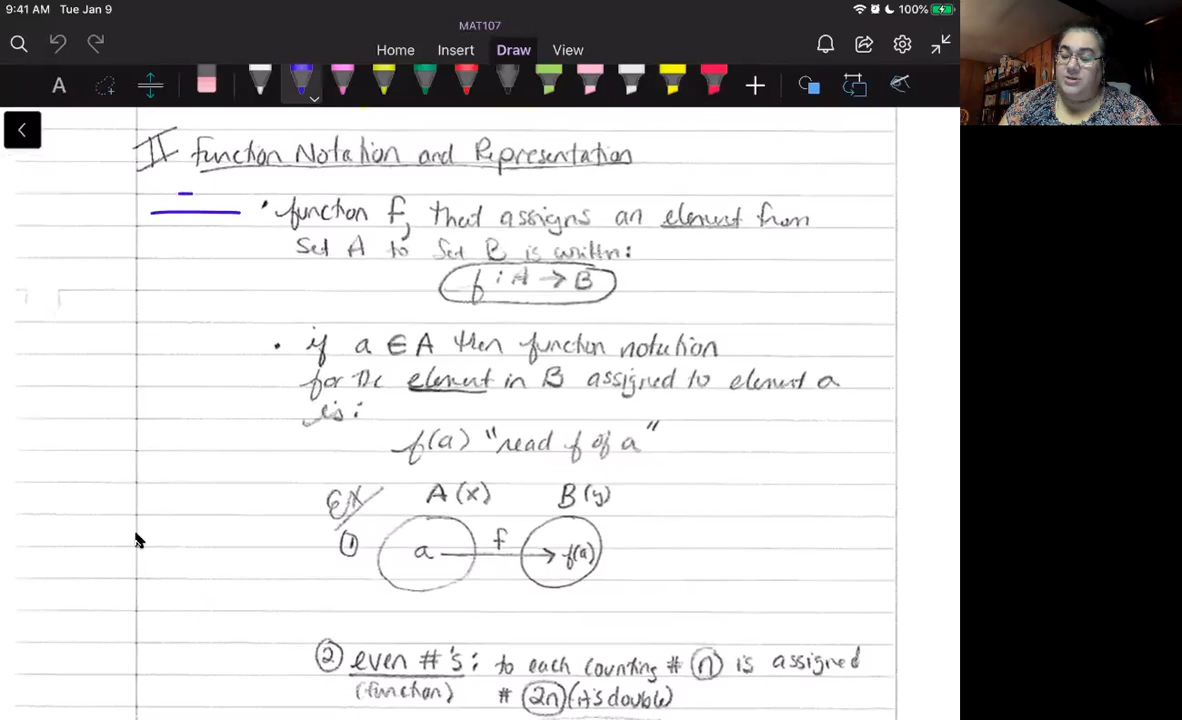 9:41 AM Tue Jan 9
100%
MAT107
Home Insert Draw View
A
II Function Notation and Representation
• function f, that assigns an element from
Set A to Set B is written:
f : A → B
• if a ∈ A then function notation
for the element in B assigned to element a
is:
f(a) "read f of a"
EX A(x) B(y)
① a f → f(a)
② even #'s: to each counting # n is assigned
(function) # 2n (it's double)